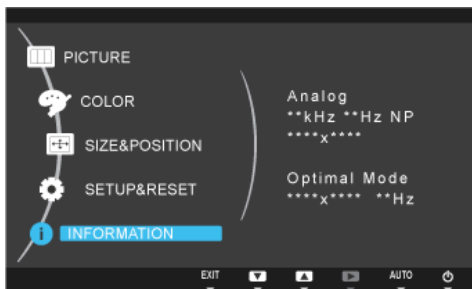 PICTURE
COLOR
SIZE&POSITION
SETUP&RESET
INFORMATION
Analog
**kHz **Hz NP
****x****
Optimal Mode
****x**** **Hz
EXIT
AUTO